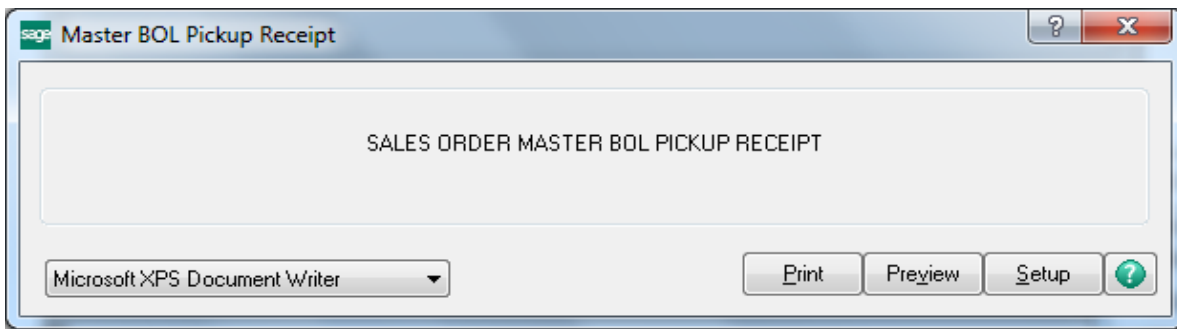 sage Master BOL Pickup Receipt
SALES ORDER MASTER BOL PICKUP RECEIPT
Microsoft XPS Document Writer
Print Preview Setup